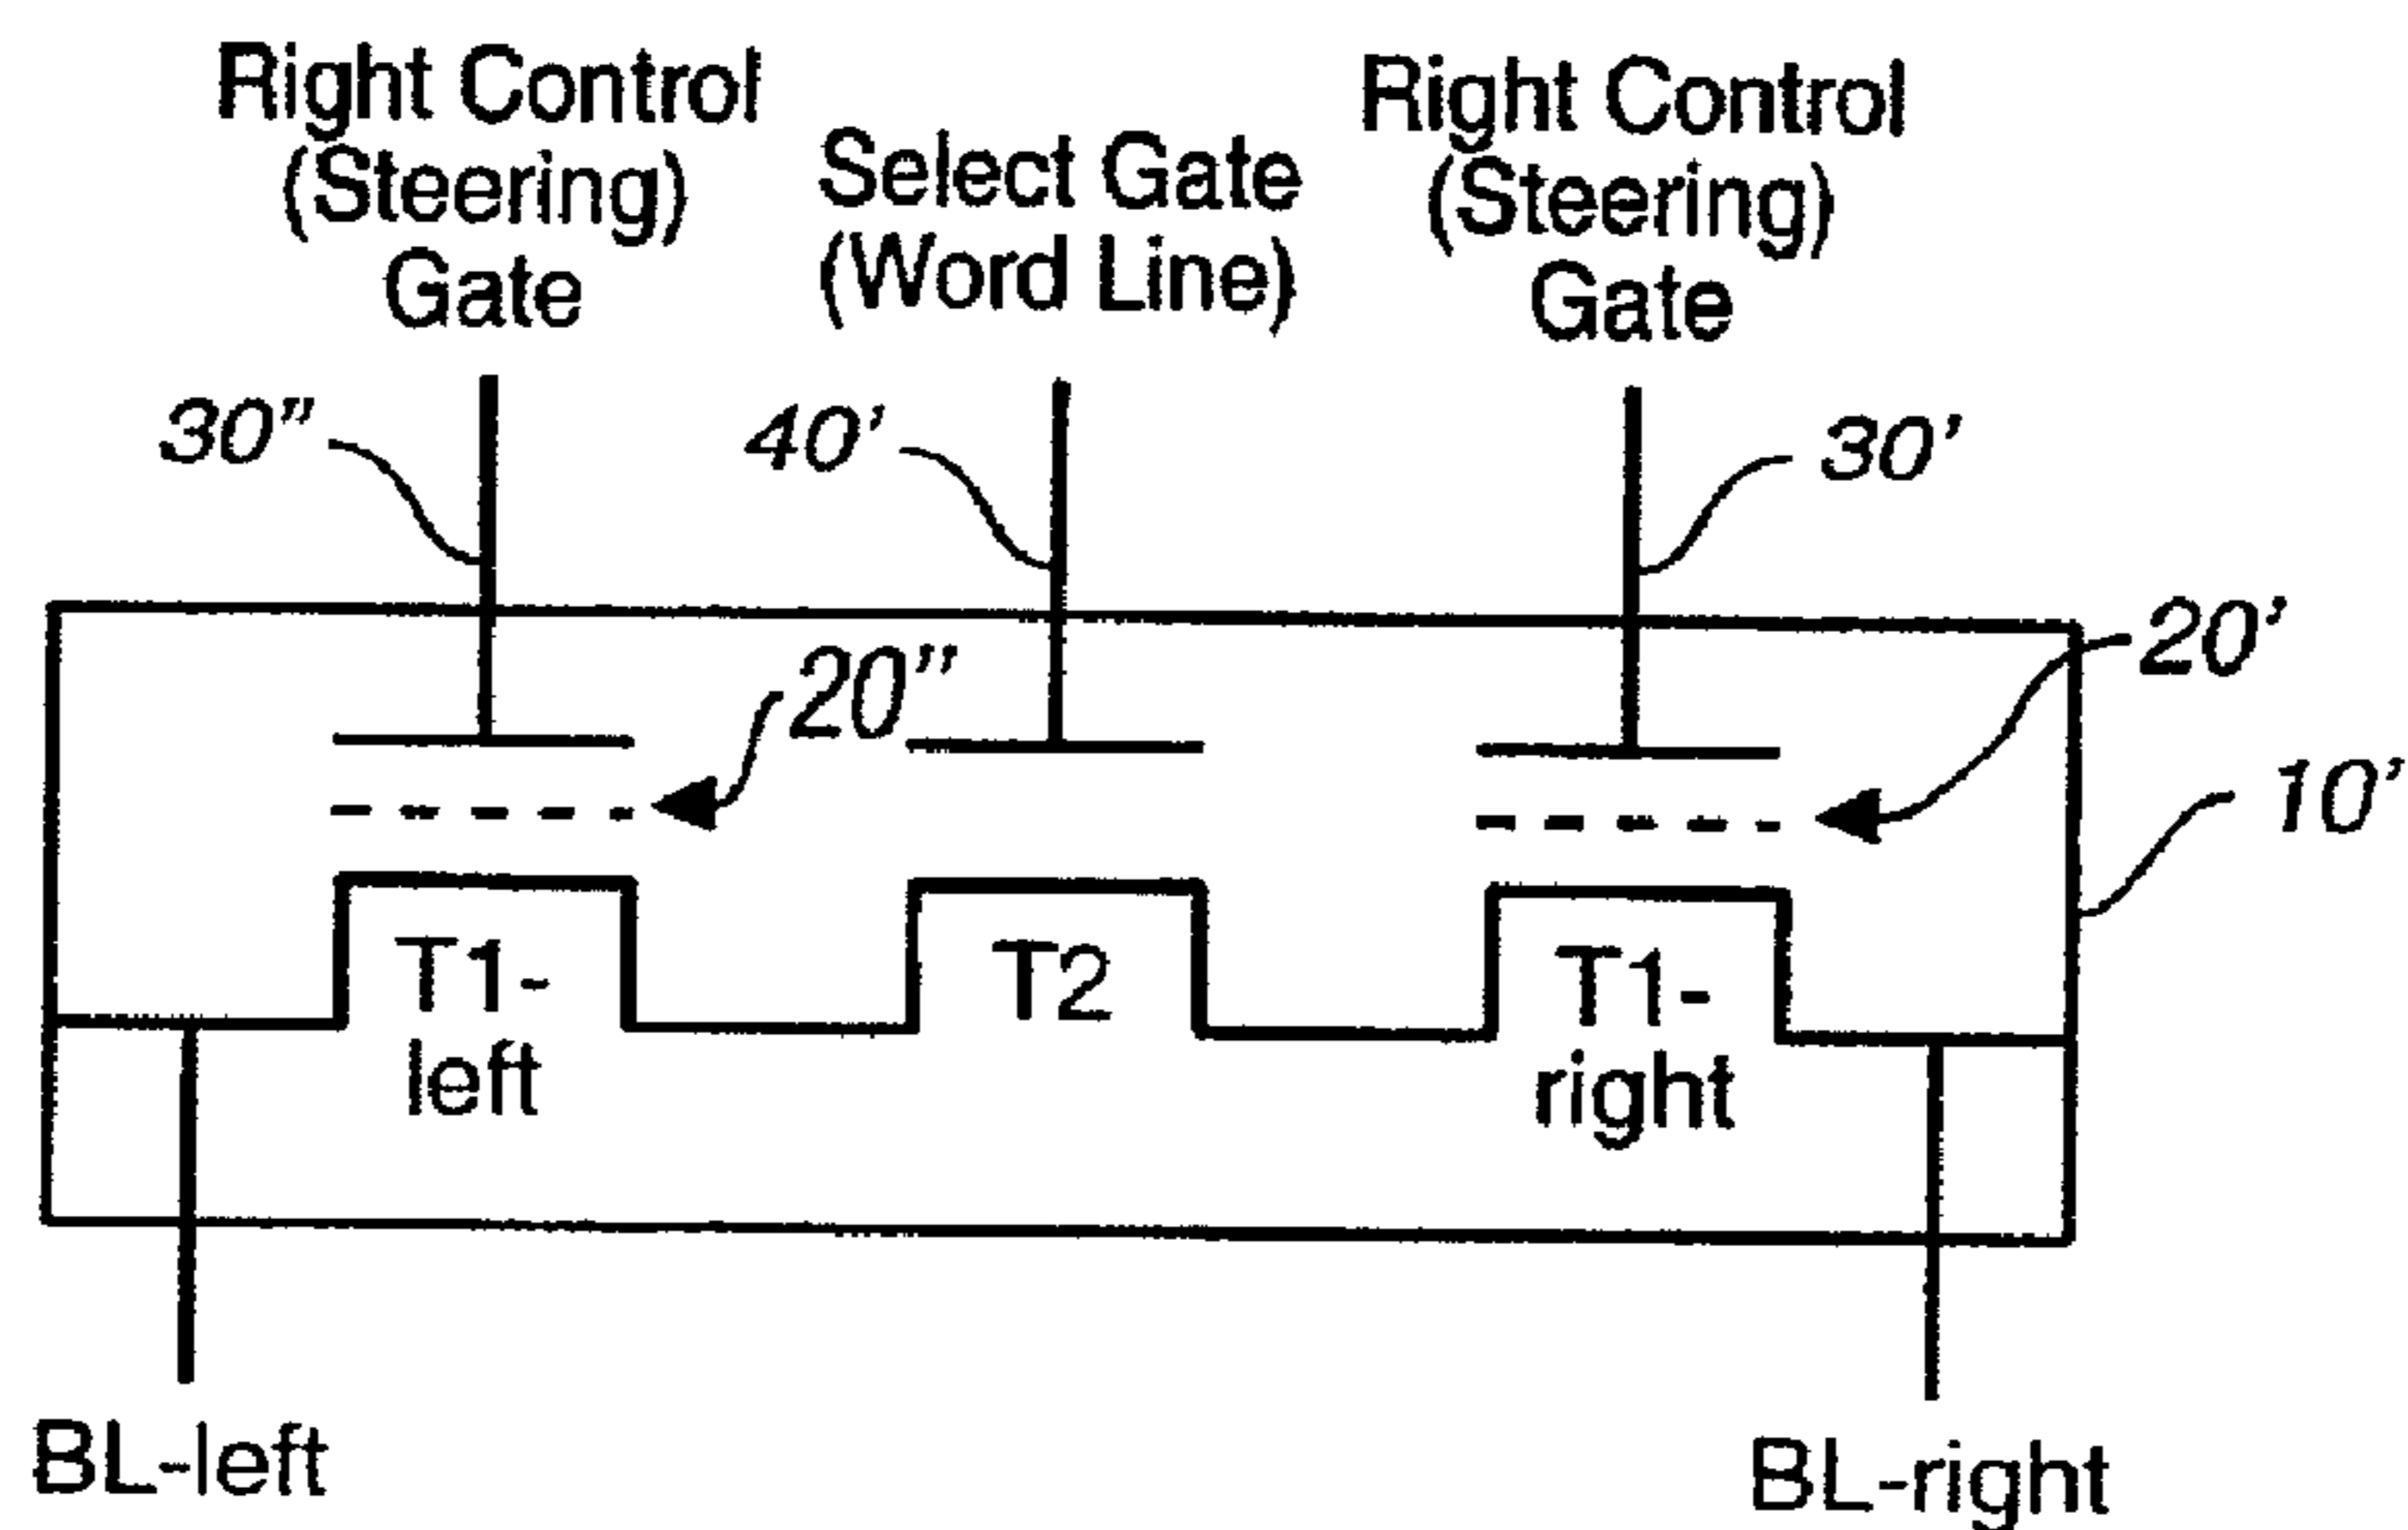 Right Control
(Steering)
Gate
Select Gate
(Word Line)
Right Control
(Steering)
Gate
30"
40'
30'
20"
20'
10'
T1-
left
T2
T1-
right
BL-left
BL-right